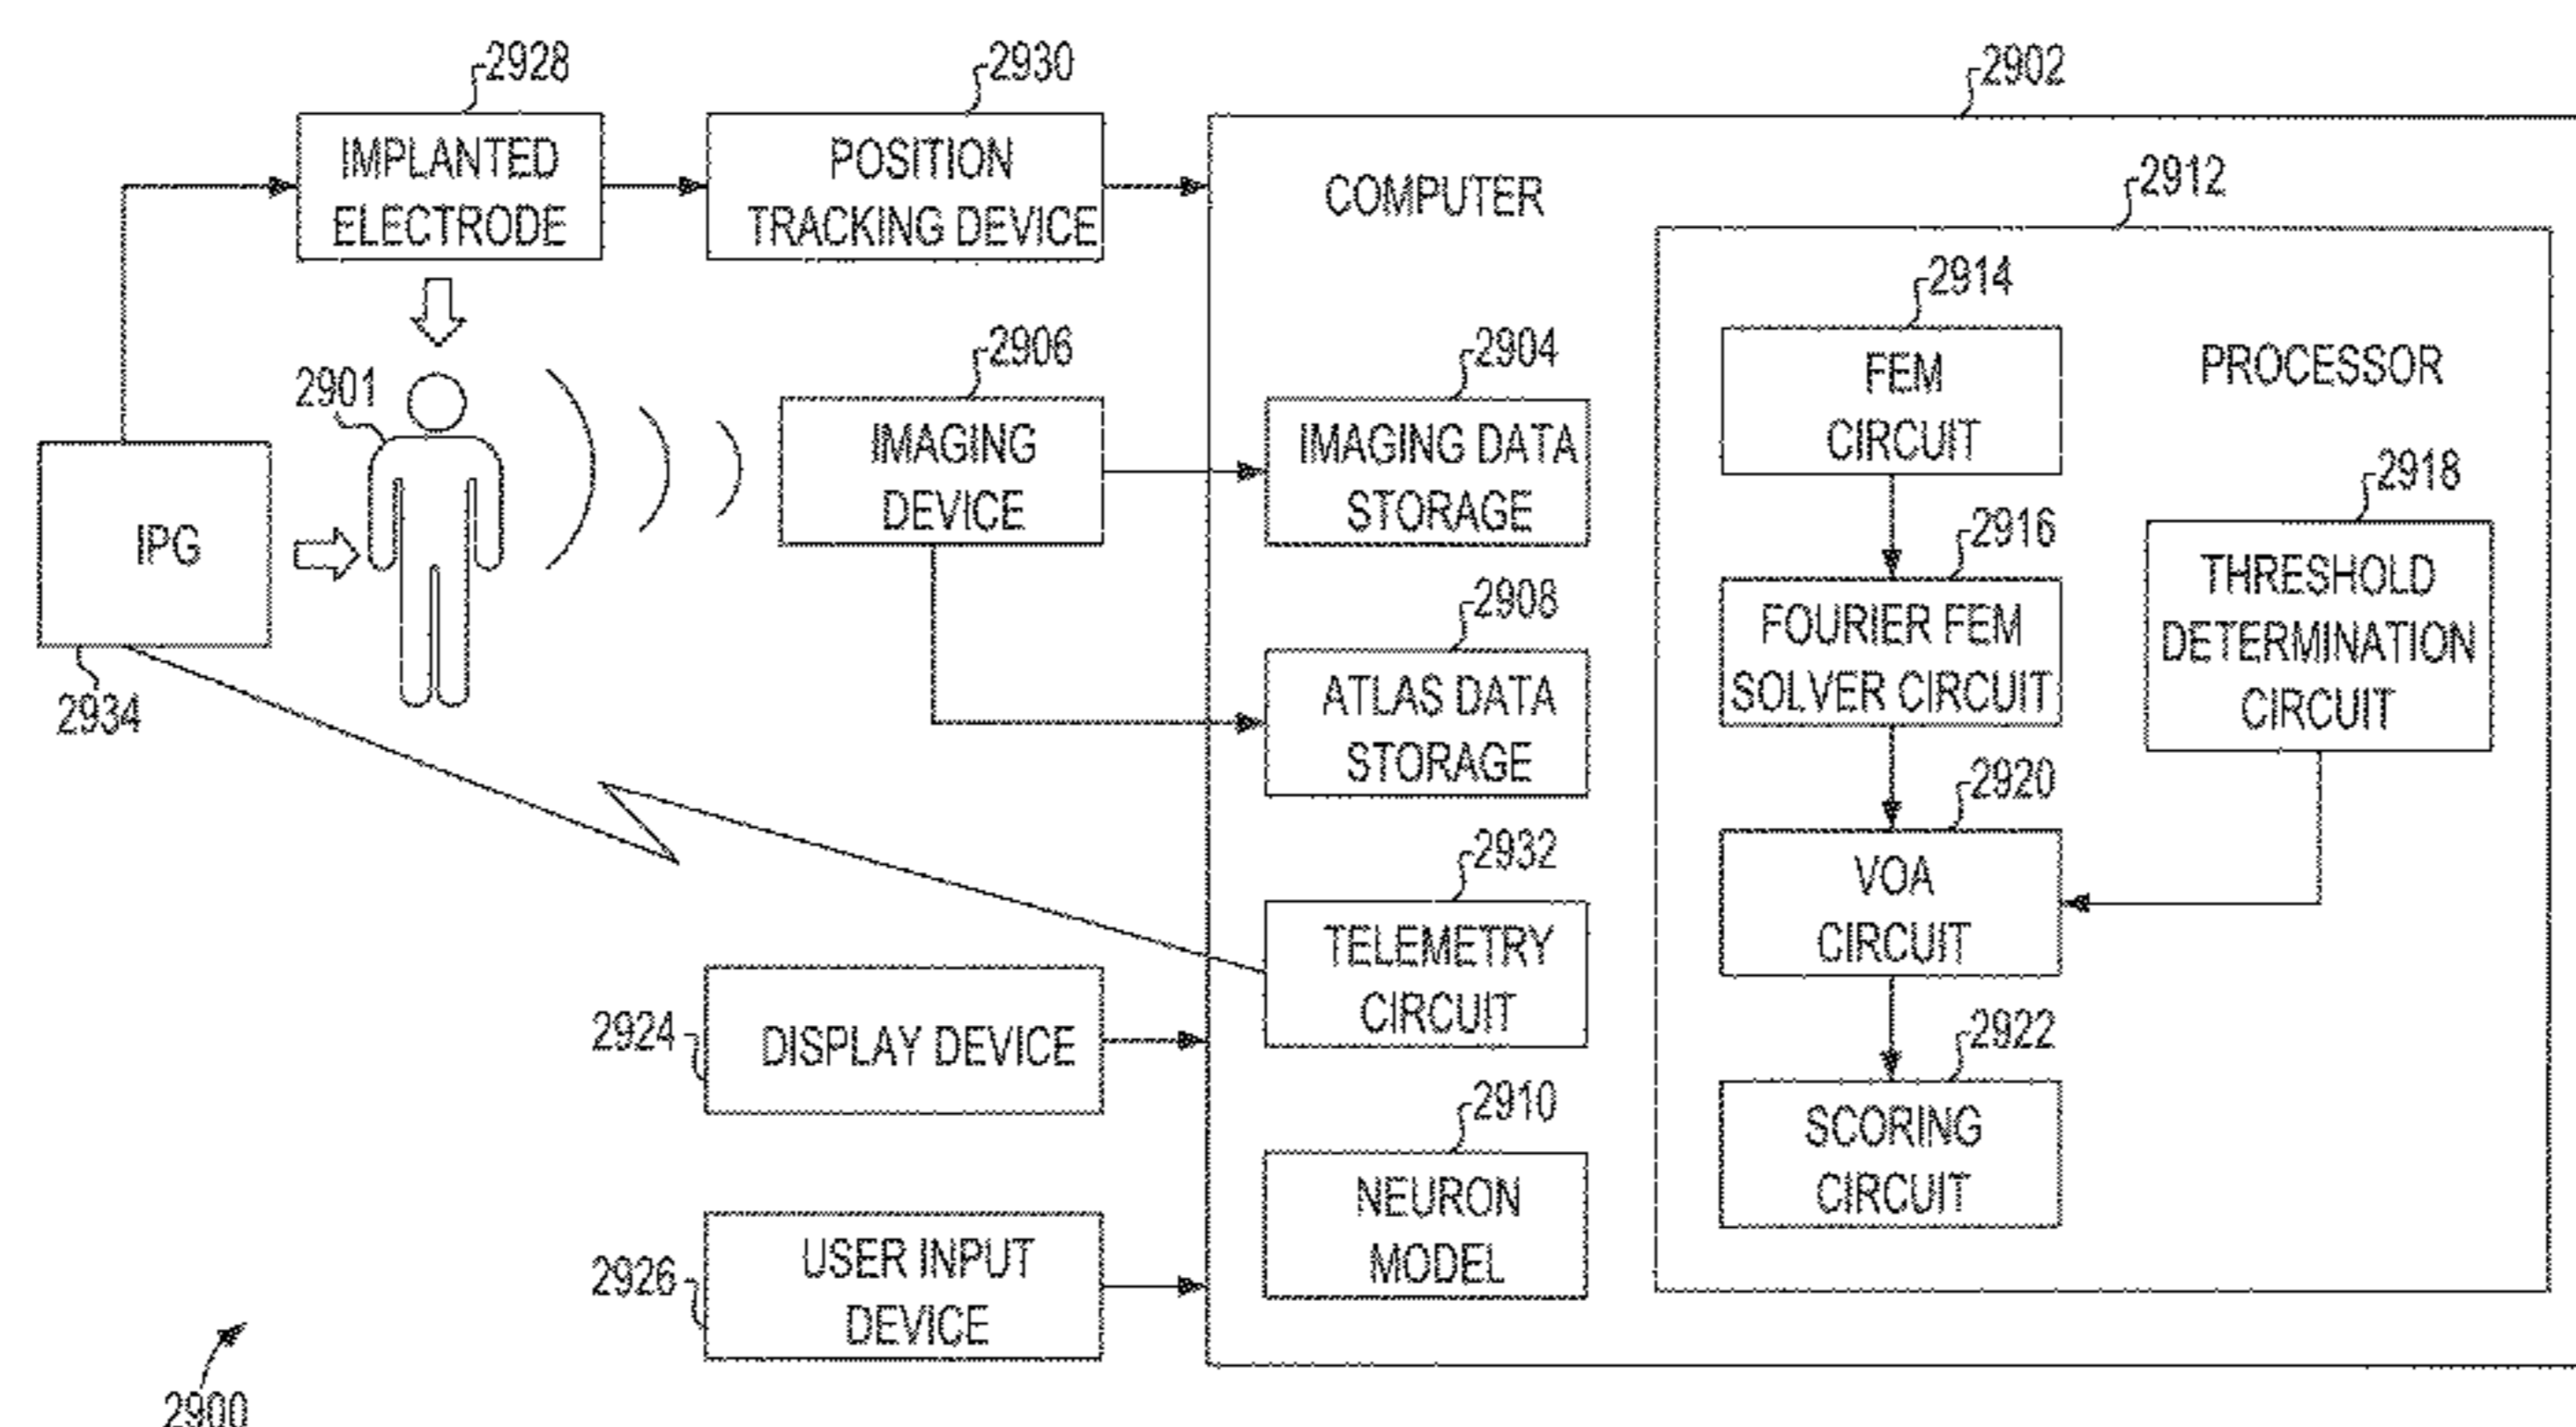 2928
IMPLANTED
ELECTRODE
2930
POSITION
TRACKING DEVICE
2902
COMPUTER
2912
PROCESSOR
2901
IPG
2934
2906
IMAGING
DEVICE
2904
IMAGING DATA
STORAGE
2908
ATLAS DATA
STORAGE
2932
TELEMETRY
CIRCUIT
2910
NEURON
MODEL
2914
FEM
CIRCUIT
2916
FOURIER FEM
SOLVER CIRCUIT
2918
THRESHOLD
DETERMINATION
CIRCUIT
2920
VOA
CIRCUIT
2922
SCORING
CIRCUIT
2924
DISPLAY DEVICE
2926
USER INPUT
DEVICE
2900